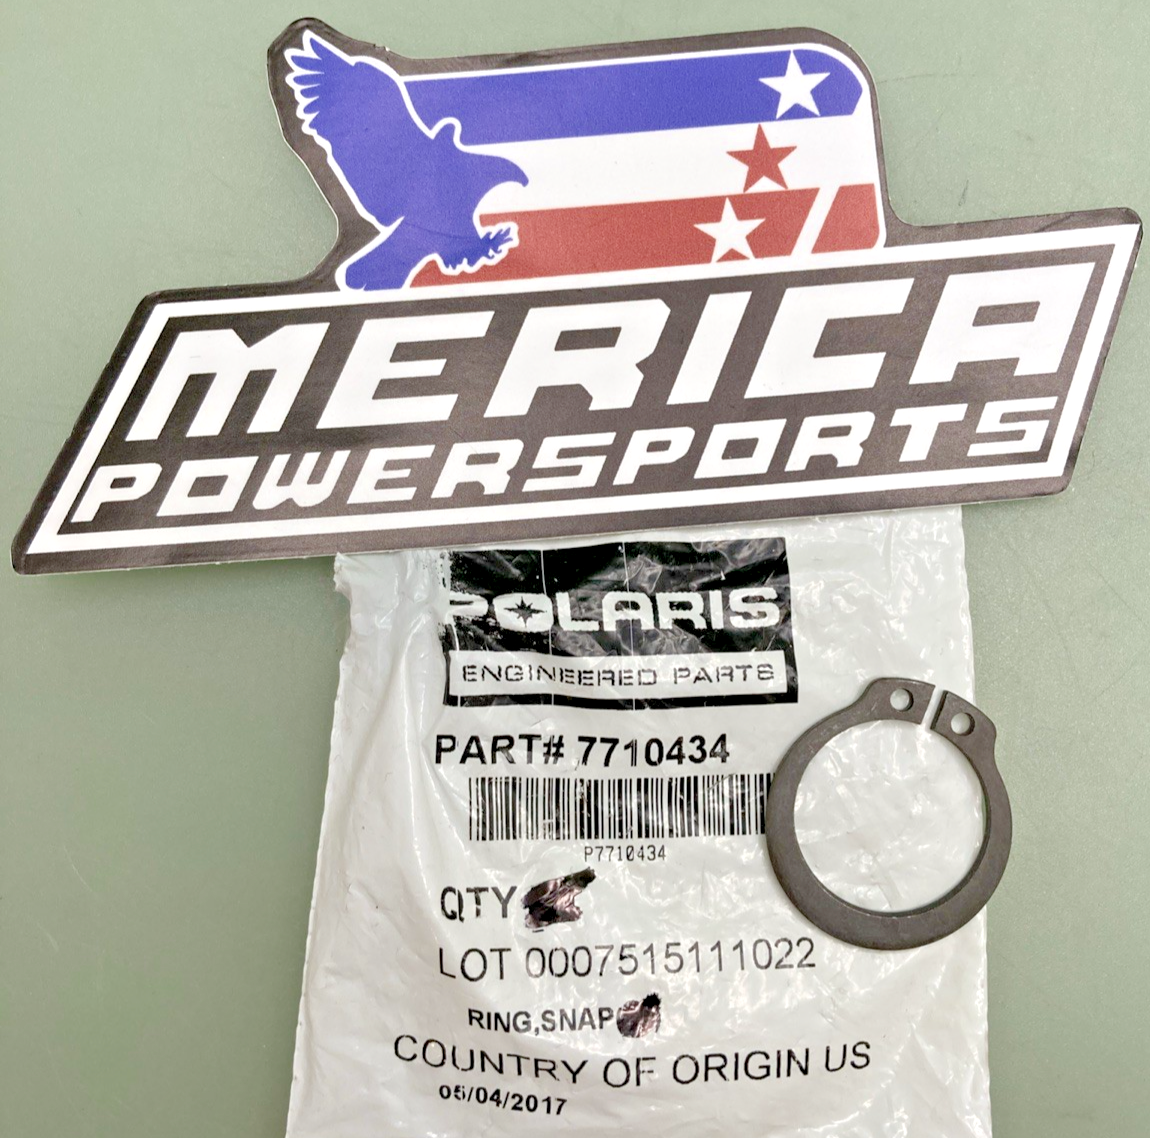 MERICA
POWERSPORTS
POLARIS
ENGINEERED PARTS
PART# 7710434
P7710434
QTY
LOT 0007515111022
RING,SNAP
COUNTRY OF ORIGIN US
05/04/2017